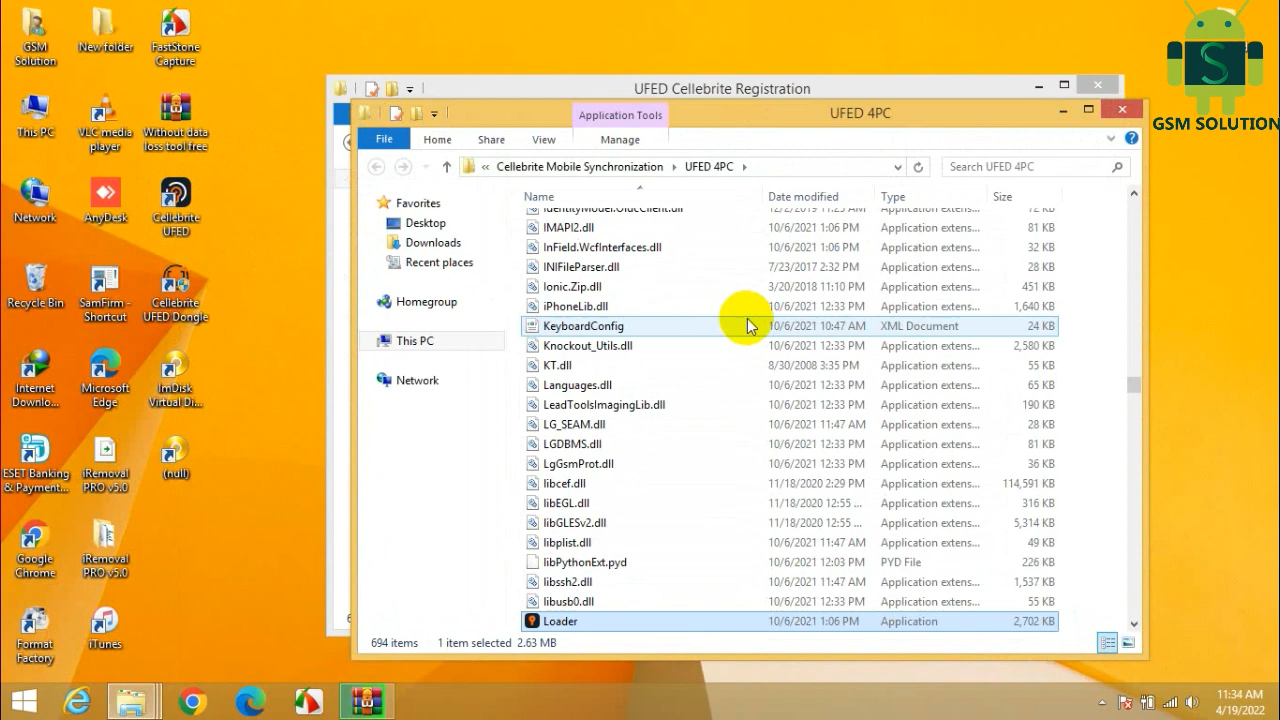 GSM
Solution
New folder
FastStone
Capture
This PC
VLC media
player
Without data
loss tool free
Network
AnyDesk
Cellebrite
UFED
Recycle Bin
SamFirm -
Shortcut
Cellebrite
UFED Dongle
Internet
Downlo...
Microsoft
Edge
ImDisk
Virtual Di...
ESET Banking
& Payment...
iRemoval
PRO v5.0
(null)
Google
Chrome
iRemoval
PRO v5.0
Format
Factory
iTunes
S
GSM SOLUTION
UFED Cellebrite Registration
Application Tools
UFED 4PC
File
Home
Share
View
Manage
« Cellebrite Mobile Synchronization
UFED 4PC
Search UFED 4PC
Favorites
Desktop
Downloads
Recent places
Homegroup
This PC
Network
Name Date modified Type Size
IdentityModel.OidcClient.dll 12/2/2019 11:25 AM Application extens... 72 KB
IMAPI2.dll 10/6/2021 1:06 PM Application extens... 81 KB
InField.WcfInterfaces.dll 10/6/2021 1:06 PM Application extens... 32 KB
INIFileParser.dll 7/23/2017 2:32 PM Application extens... 28 KB
Ionic.Zip.dll 3/20/2018 11:10 PM Application extens... 451 KB
iPhoneLib.dll 10/6/2021 12:33 PM Application extens... 1,640 KB
KeyboardConfig 10/6/2021 10:47 AM XML Document 24 KB
Knockout_Utils.dll 10/6/2021 12:33 PM Application extens... 2,580 KB
KT.dll 8/30/2008 3:35 PM Application extens... 55 KB
Languages.dll 10/6/2021 12:33 PM Application extens... 65 KB
LeadToolsImagingLib.dll 10/6/2021 12:33 PM Application extens... 190 KB
LG_SEAM.dll 10/6/2021 11:47 AM Application extens... 28 KB
LGDBMS.dll 10/6/2021 12:33 PM Application extens... 81 KB
LgGsmProt.dll 10/6/2021 12:33 PM Application extens... 36 KB
libcef.dll 11/18/2020 2:29 PM Application extens... 114,591 KB
libEGL.dll 11/18/2020 12:55 ... Application extens... 316 KB
libGLESv2.dll 11/18/2020 12:55 ... Application extens... 5,314 KB
libplist.dll 10/6/2021 11:47 AM Application extens... 49 KB
libPythonExt.pyd 10/6/2021 12:03 PM PYD File 226 KB
libssh2.dll 10/6/2021 11:47 AM Application extens... 1,537 KB
libusb0.dll 10/6/2021 12:33 PM Application extens... 55 KB
Loader 10/6/2021 1:06 PM Application 2,702 KB
694 items 1 item selected 2.63 MB
11:34 AM
4/19/2022